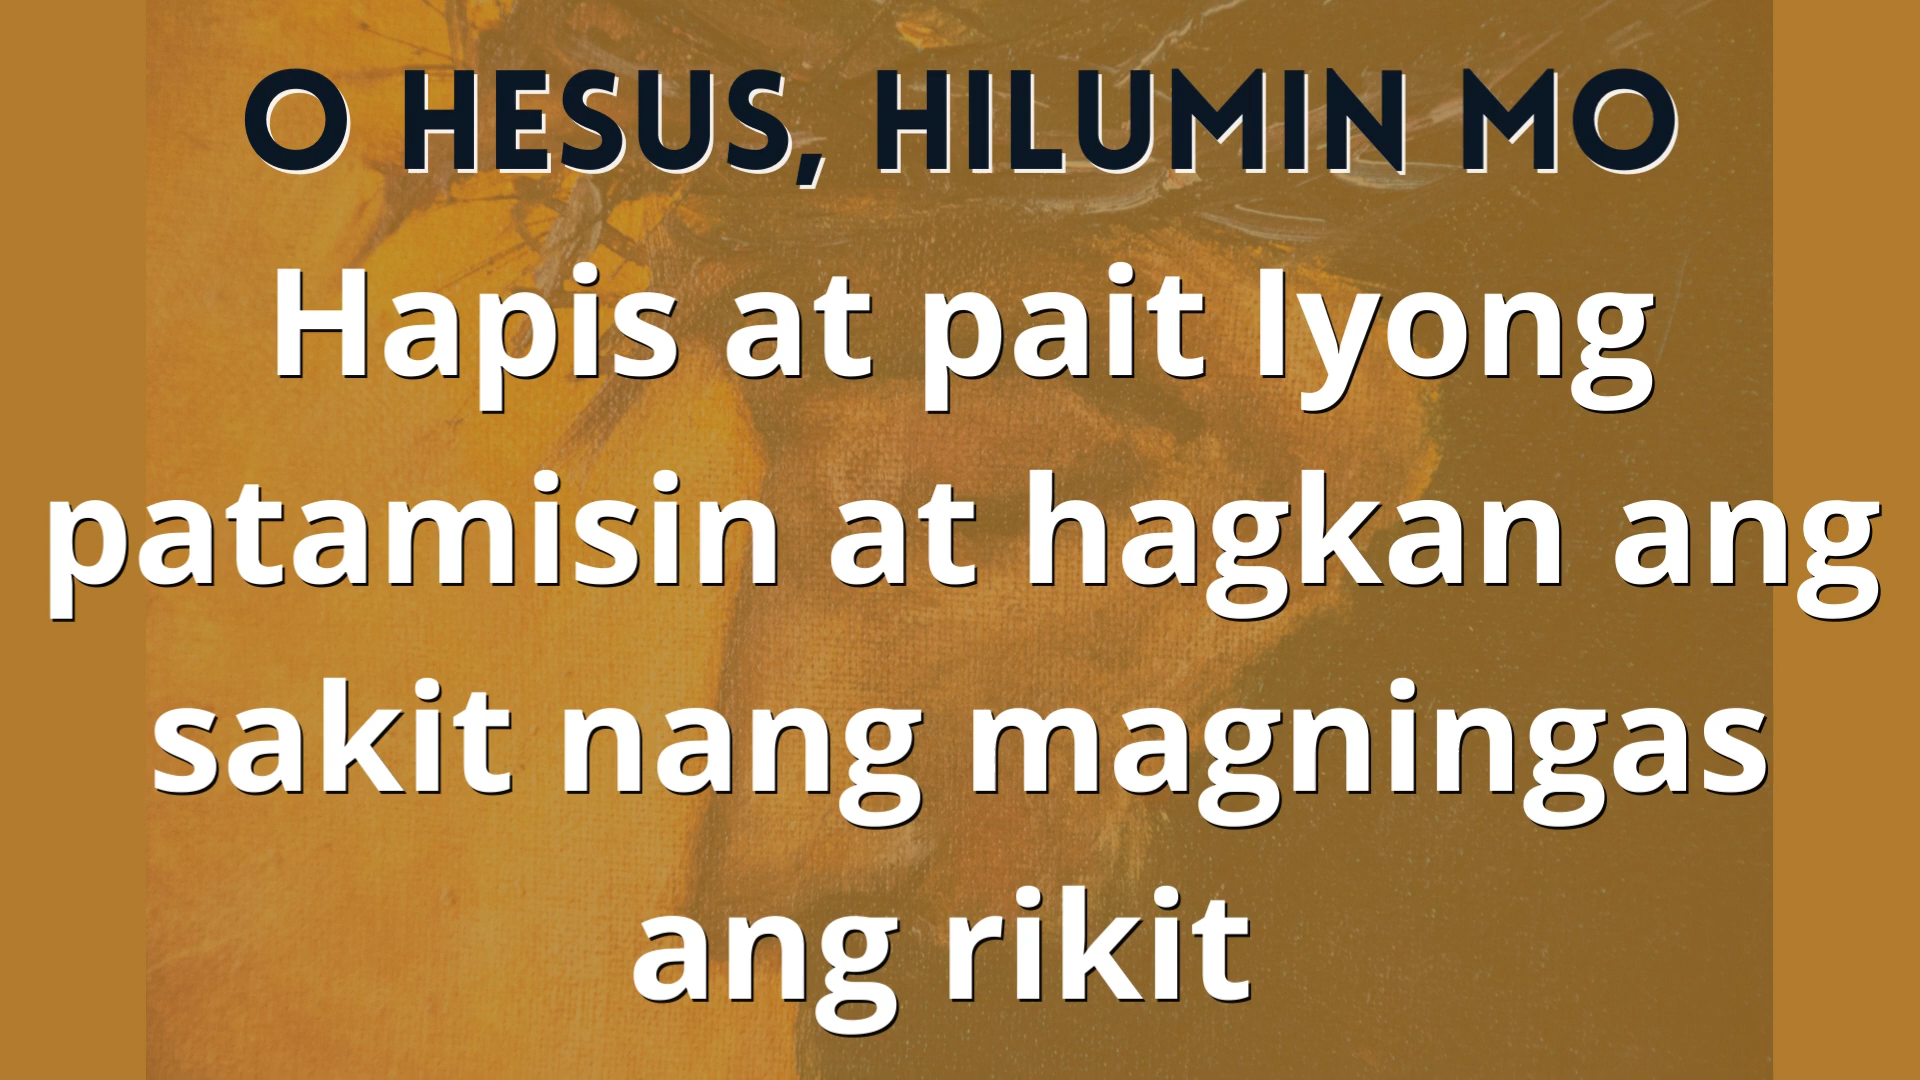 O HESUS, HILUMIN MO
Hapis at pait Iyong
patamisin at hagkan ang
sakit nang magningas
ang rikit